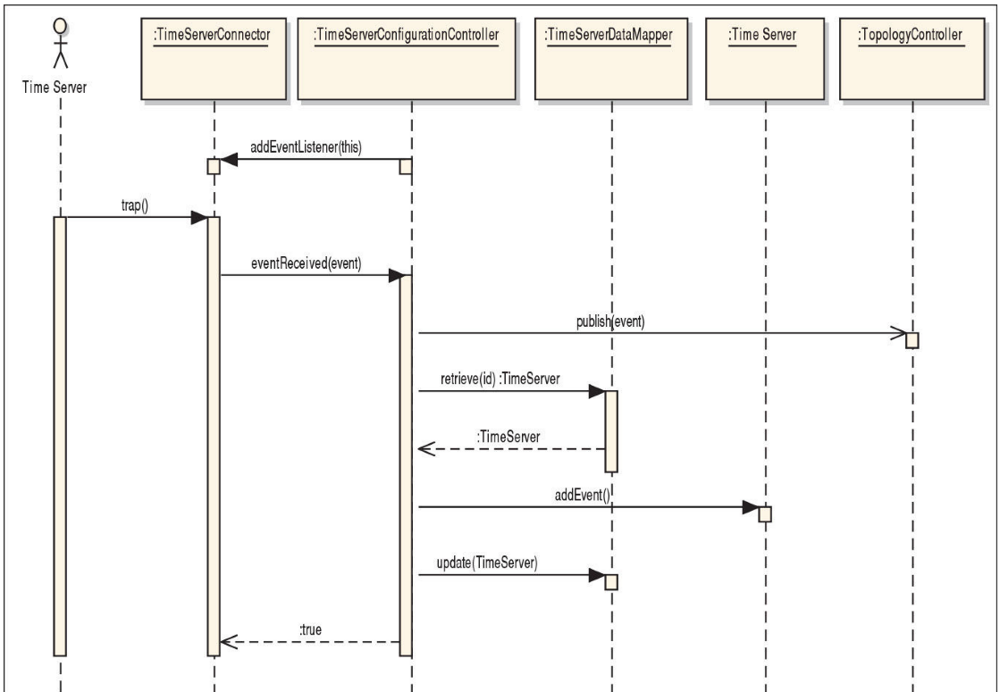 :TimeServerConnector
:TimeServerConfigurationController
:TimeServerDataMapper
:Time Server
:TopologyController
Time Server
addEventListener(this)
trap()
eventReceived(event)
publish(event)
retrieve(id) :TimeServer
:TimeServer
addEvent()
update(TimeServer)
:true